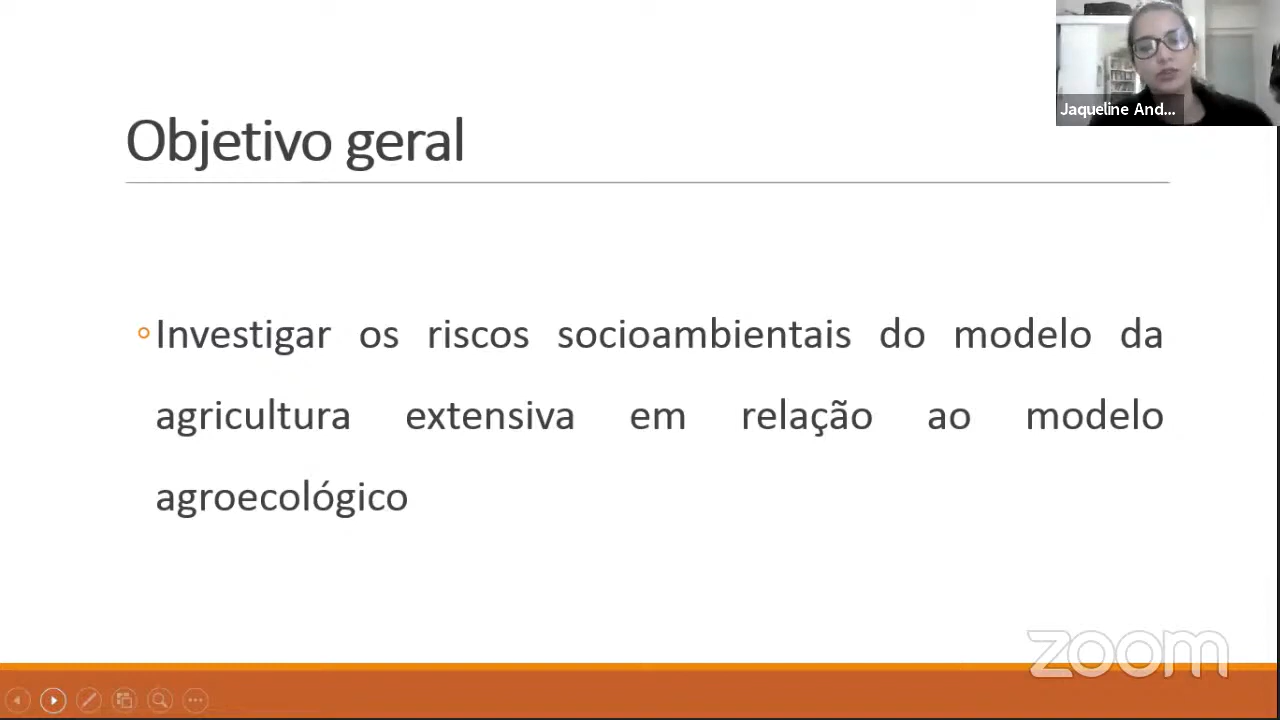 Jaqueline And...
Objetivo geral
Investigar os riscos socioambientais do modelo da
agricultura extensiva em relação ao modelo
agroecológico
zoom